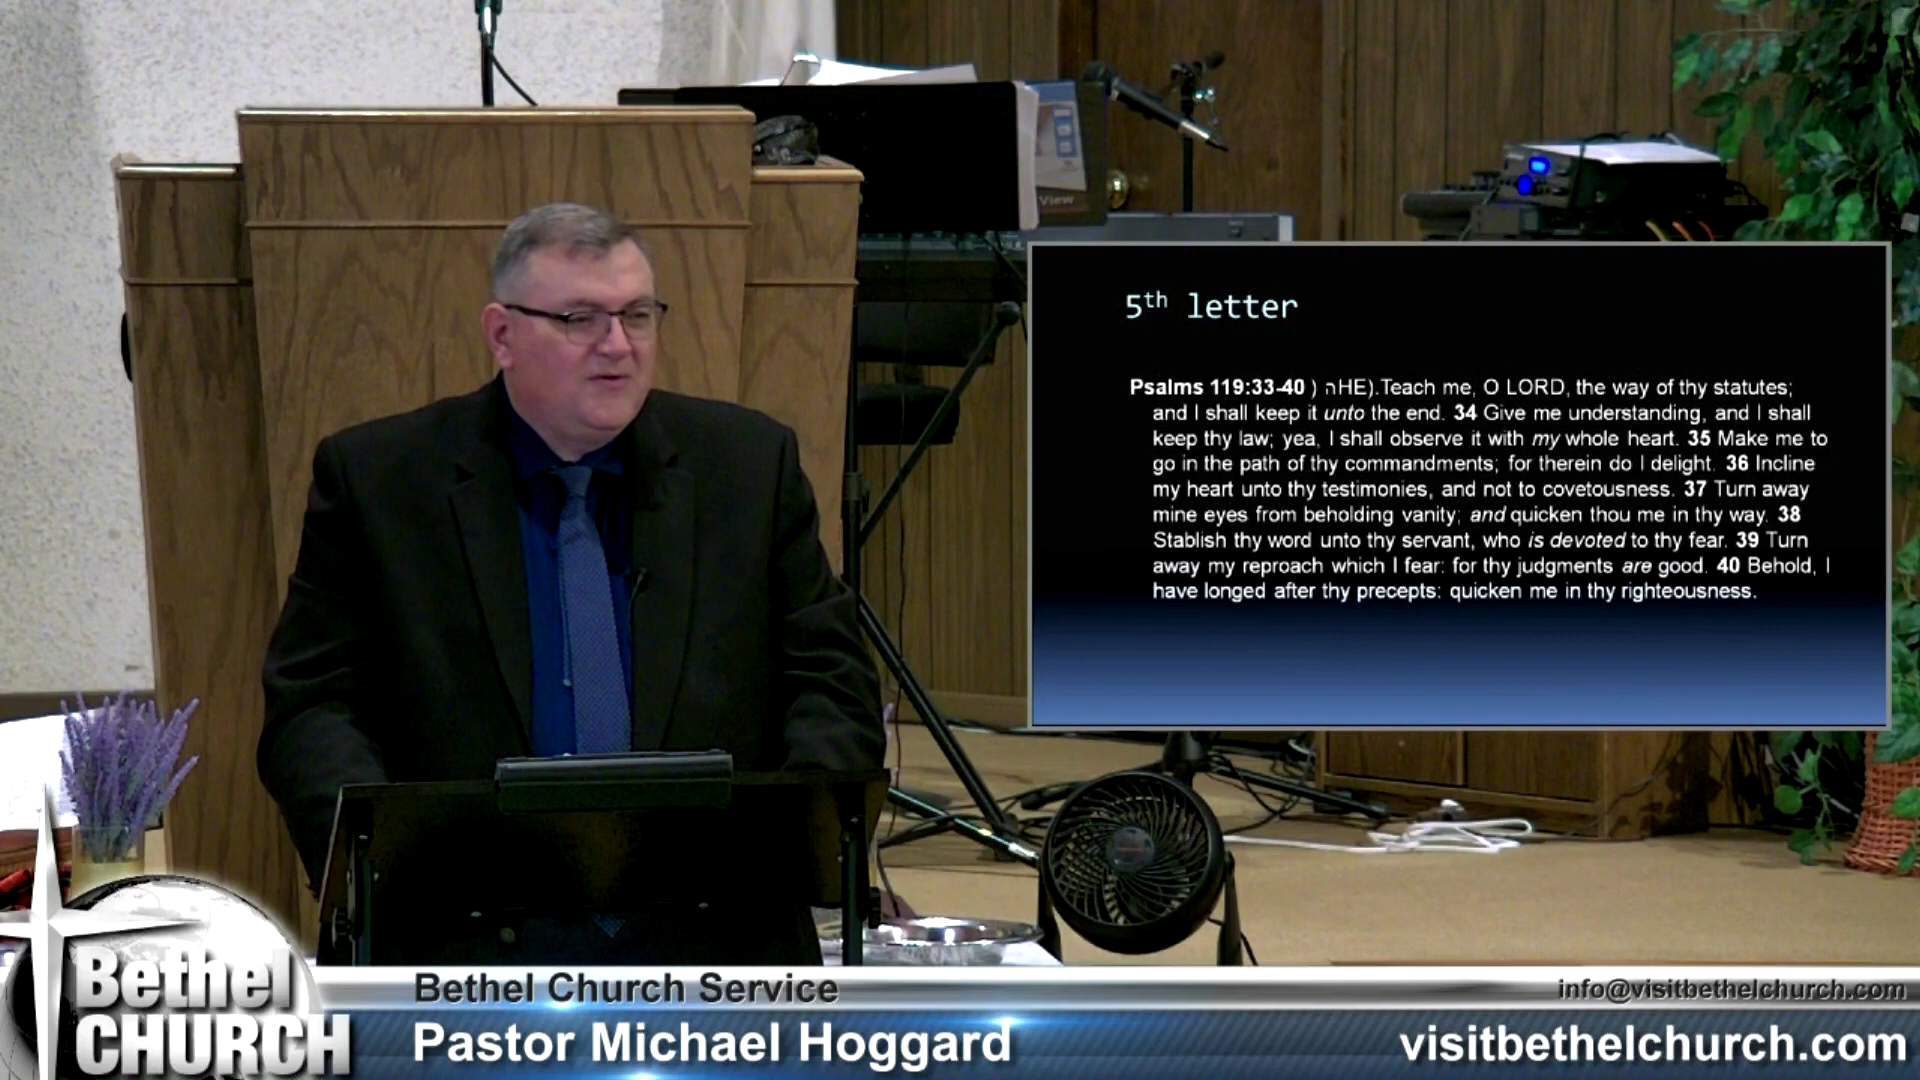 View
5th letter
Psalms 119:33-40 ) הHE).Teach me, O LORD, the way of thy statutes;
and I shall keep it unto the end. 34 Give me understanding, and I shall
keep thy law; yea, I shall observe it with my whole heart. 35 Make me to
go in the path of thy commandments; for therein do I delight. 36 Incline
my heart unto thy testimonies, and not to covetousness. 37 Turn away
mine eyes from beholding vanity; and quicken thou me in thy way. 38
Stablish thy word unto thy servant, who is devoted to thy fear. 39 Turn
away my reproach which I fear: for thy judgments are good. 40 Behold, I
have longed after thy precepts: quicken me in thy righteousness.
Bethel
CHURCH
Bethel Church Service
Pastor Michael Hoggard
info@visitbethelchurch.com
visitbethelchurch.com